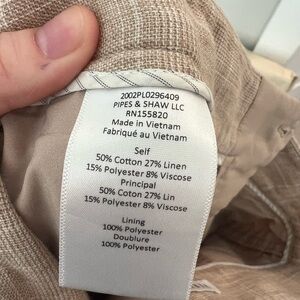 2002PL0296409
PIPES & SHAW LLC
RN155820
Made in Vietnam
Fabriqué au Vietnam
Self
50% Cotton 27% Linen
15% Polyester 8% Viscose
Principal
50% Cotton 27% Lin
15% Polyester 8% Viscose
Lining
100% Polyester
Doublure
100% Polyester